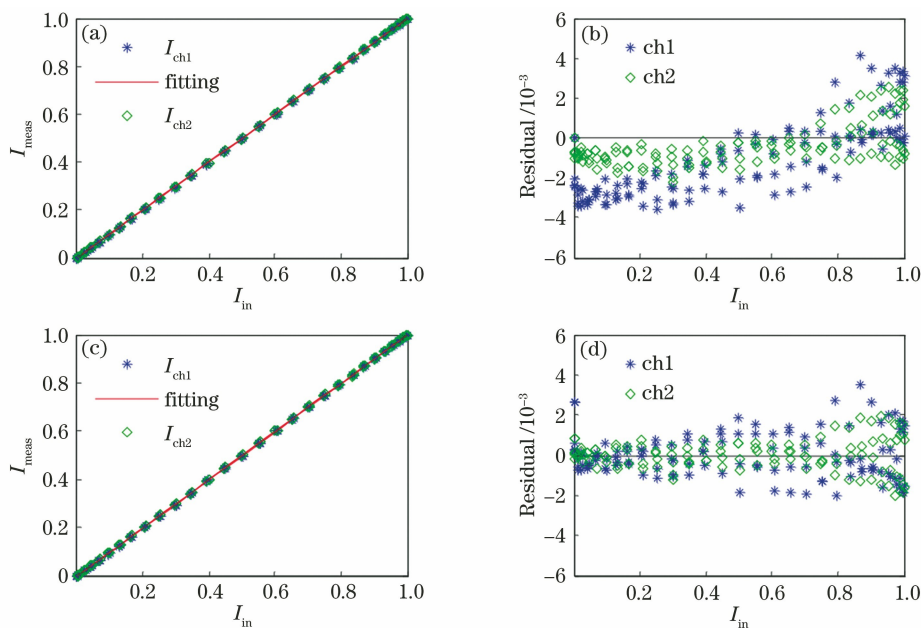 (a)
1.0
0.8
0.6
0.4
0.2
0
I_meas
I_ch1
fitting
I_ch2
0.2 0.4 0.6 0.8 1.0
I_in
(b)
6
4
2
0
−2
−4
−6
Residual /10⁻³
ch1
ch2
0.2 0.4 0.6 0.8 1.0
I_in
(c)
1.0
0.8
0.6
0.4
0.2
0
I_meas
I_ch1
fitting
I_ch2
0.2 0.4 0.6 0.8 1.0
I_in
(d)
6
4
2
0
−2
−4
−6
Residual /10⁻³
ch1
ch2
0.2 0.4 0.6 0.8 1.0
I_in